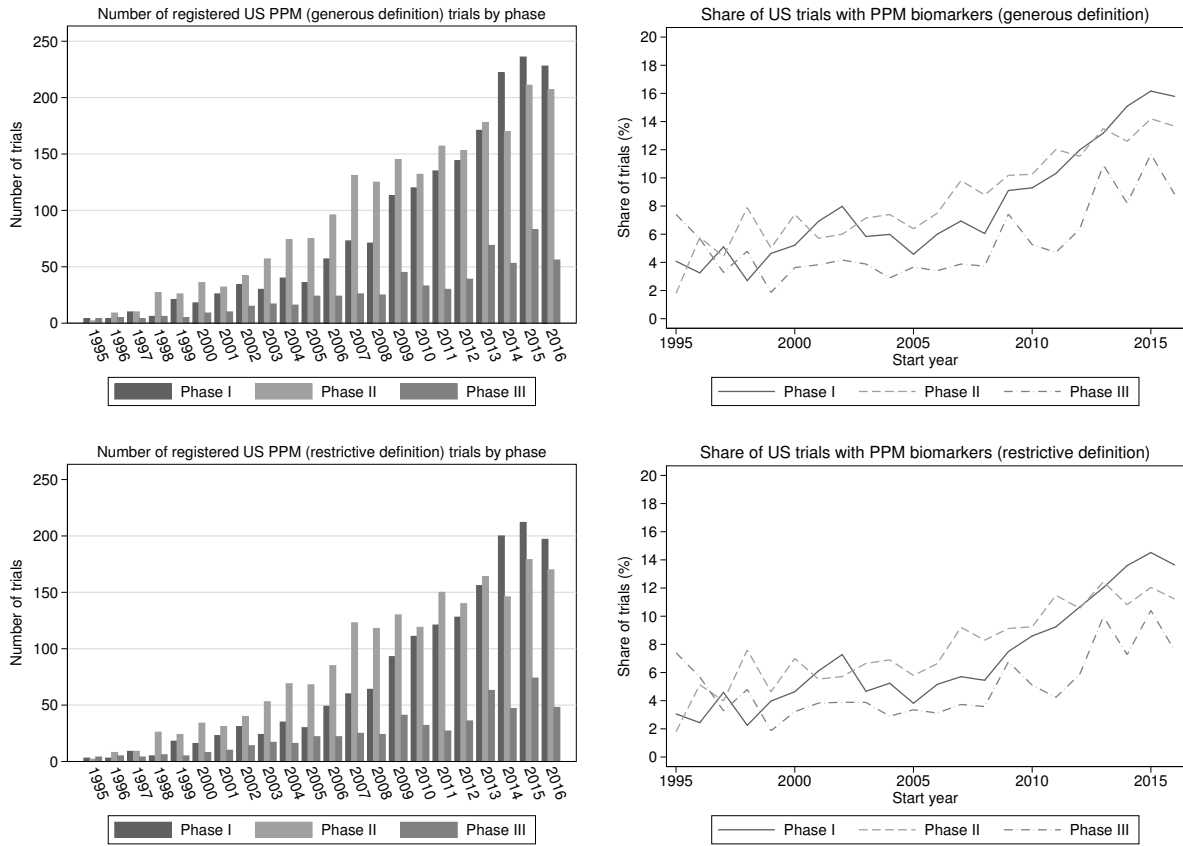 Number of registered US PPM (generous definition) trials by phase
Number of trials
250
200
150
100
50
0
1995 1996 1997 1998 1999 2000 2001 2002 2003 2004 2005 2006 2007 2008 2009 2010 2011 2012 2013 2014 2015 2016
Phase I Phase II Phase III
Share of US trials with PPM biomarkers (generous definition)
Share of trials (%)
20
18
16
14
12
10
8
6
4
2
0
1995 2000 2005 2010 2015
Start year
Phase I Phase II Phase III
Number of registered US PPM (restrictive definition) trials by phase
Number of trials
250
200
150
100
50
0
1995 1996 1997 1998 1999 2000 2001 2002 2003 2004 2005 2006 2007 2008 2009 2010 2011 2012 2013 2014 2015 2016
Phase I Phase II Phase III
Share of US trials with PPM biomarkers (restrictive definition)
Share of trials (%)
20
18
16
14
12
10
8
6
4
2
0
1995 2000 2005 2010 2015
Start year
Phase I Phase II Phase III